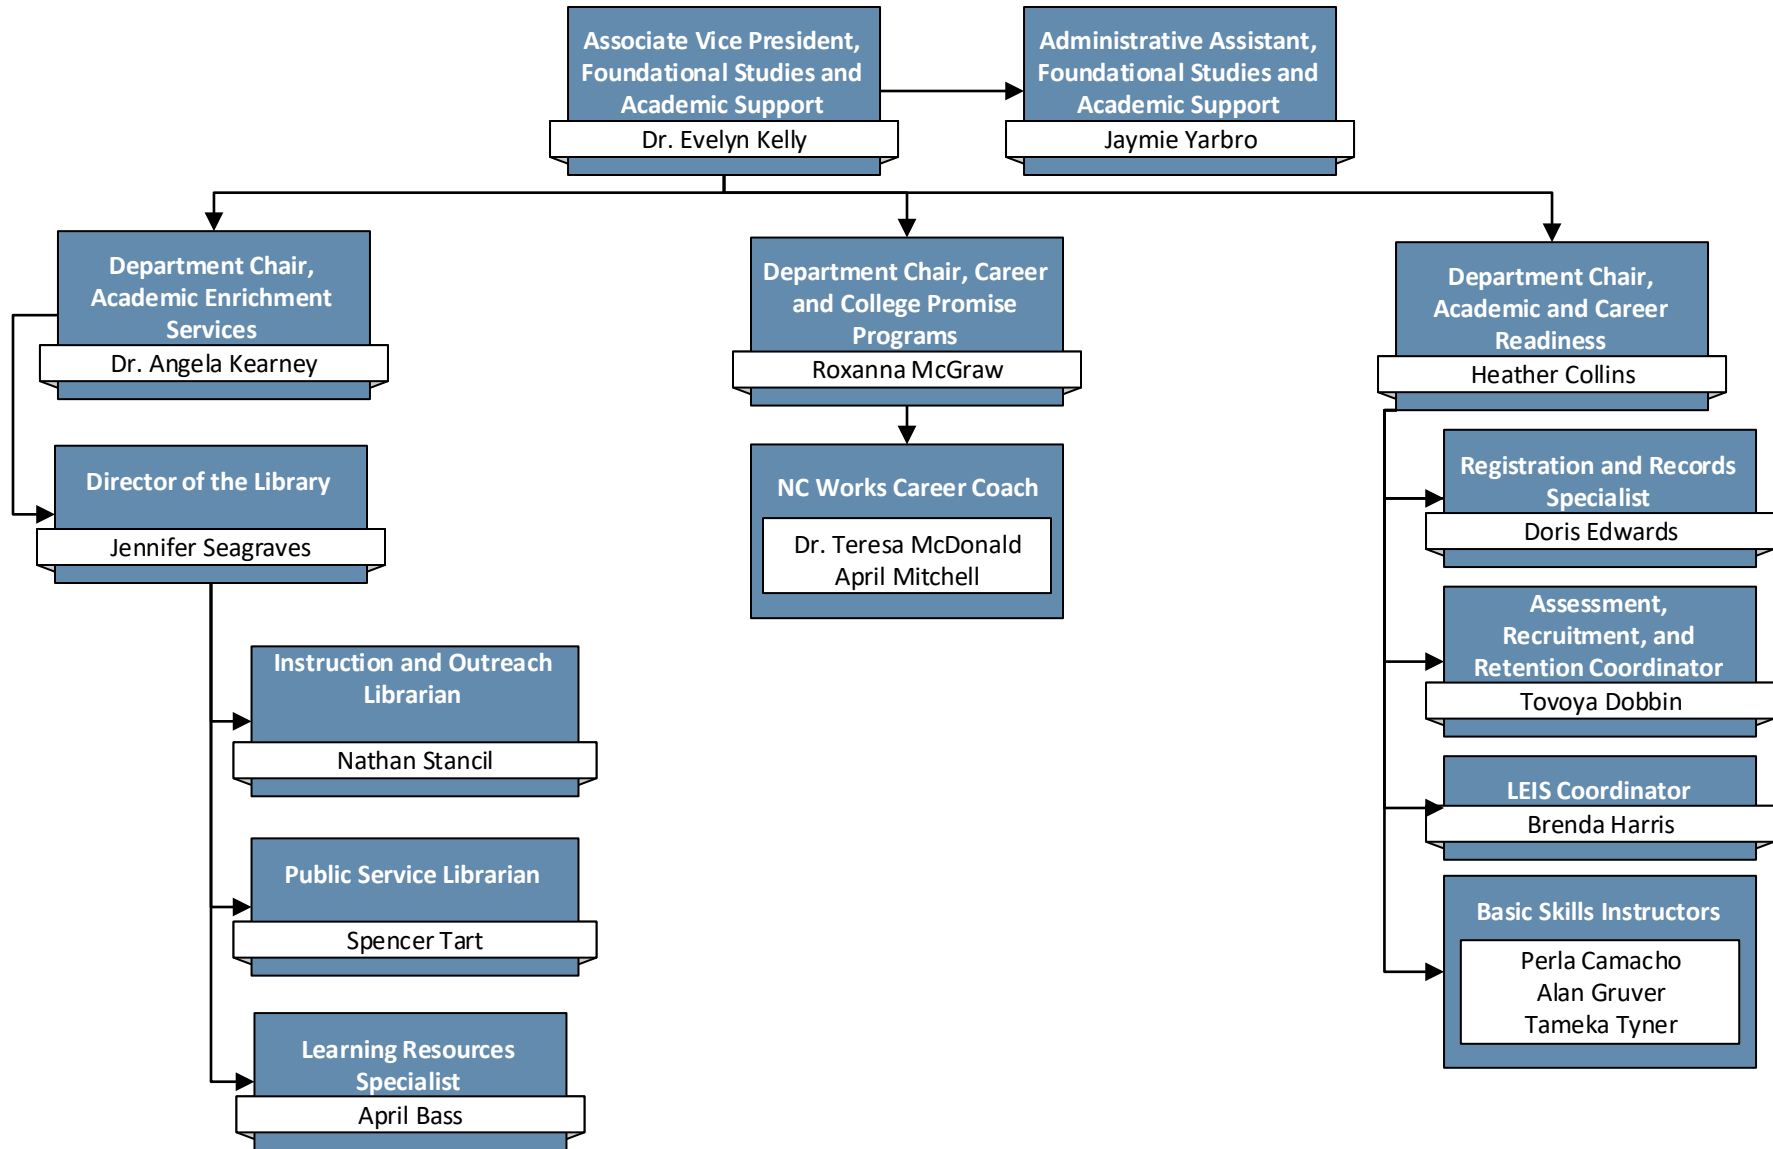 Associate Vice President,
Foundational Studies and
Academic Support
Dr. Evelyn Kelly
Administrative Assistant,
Foundational Studies and
Academic Support
Jaymie Yarbro
Department Chair,
Academic Enrichment
Services
Dr. Angela Kearney
Director of the Library
Jennifer Seagraves
Instruction and Outreach
Librarian
Nathan Stancil
Public Service Librarian
Spencer Tart
Learning Resources
Specialist
April Bass
Department Chair, Career
and College Promise
Programs
Roxanna McGraw
NC Works Career Coach
Dr. Teresa McDonald
April Mitchell
Department Chair,
Academic and Career
Readiness
Heather Collins
Registration and Records
Specialist
Doris Edwards
Assessment,
Recruitment, and
Retention Coordinator
Tovoya Dobbin
LEIS Coordinator
Brenda Harris
Basic Skills Instructors
Perla Camacho
Alan Gruver
Tameka Tyner